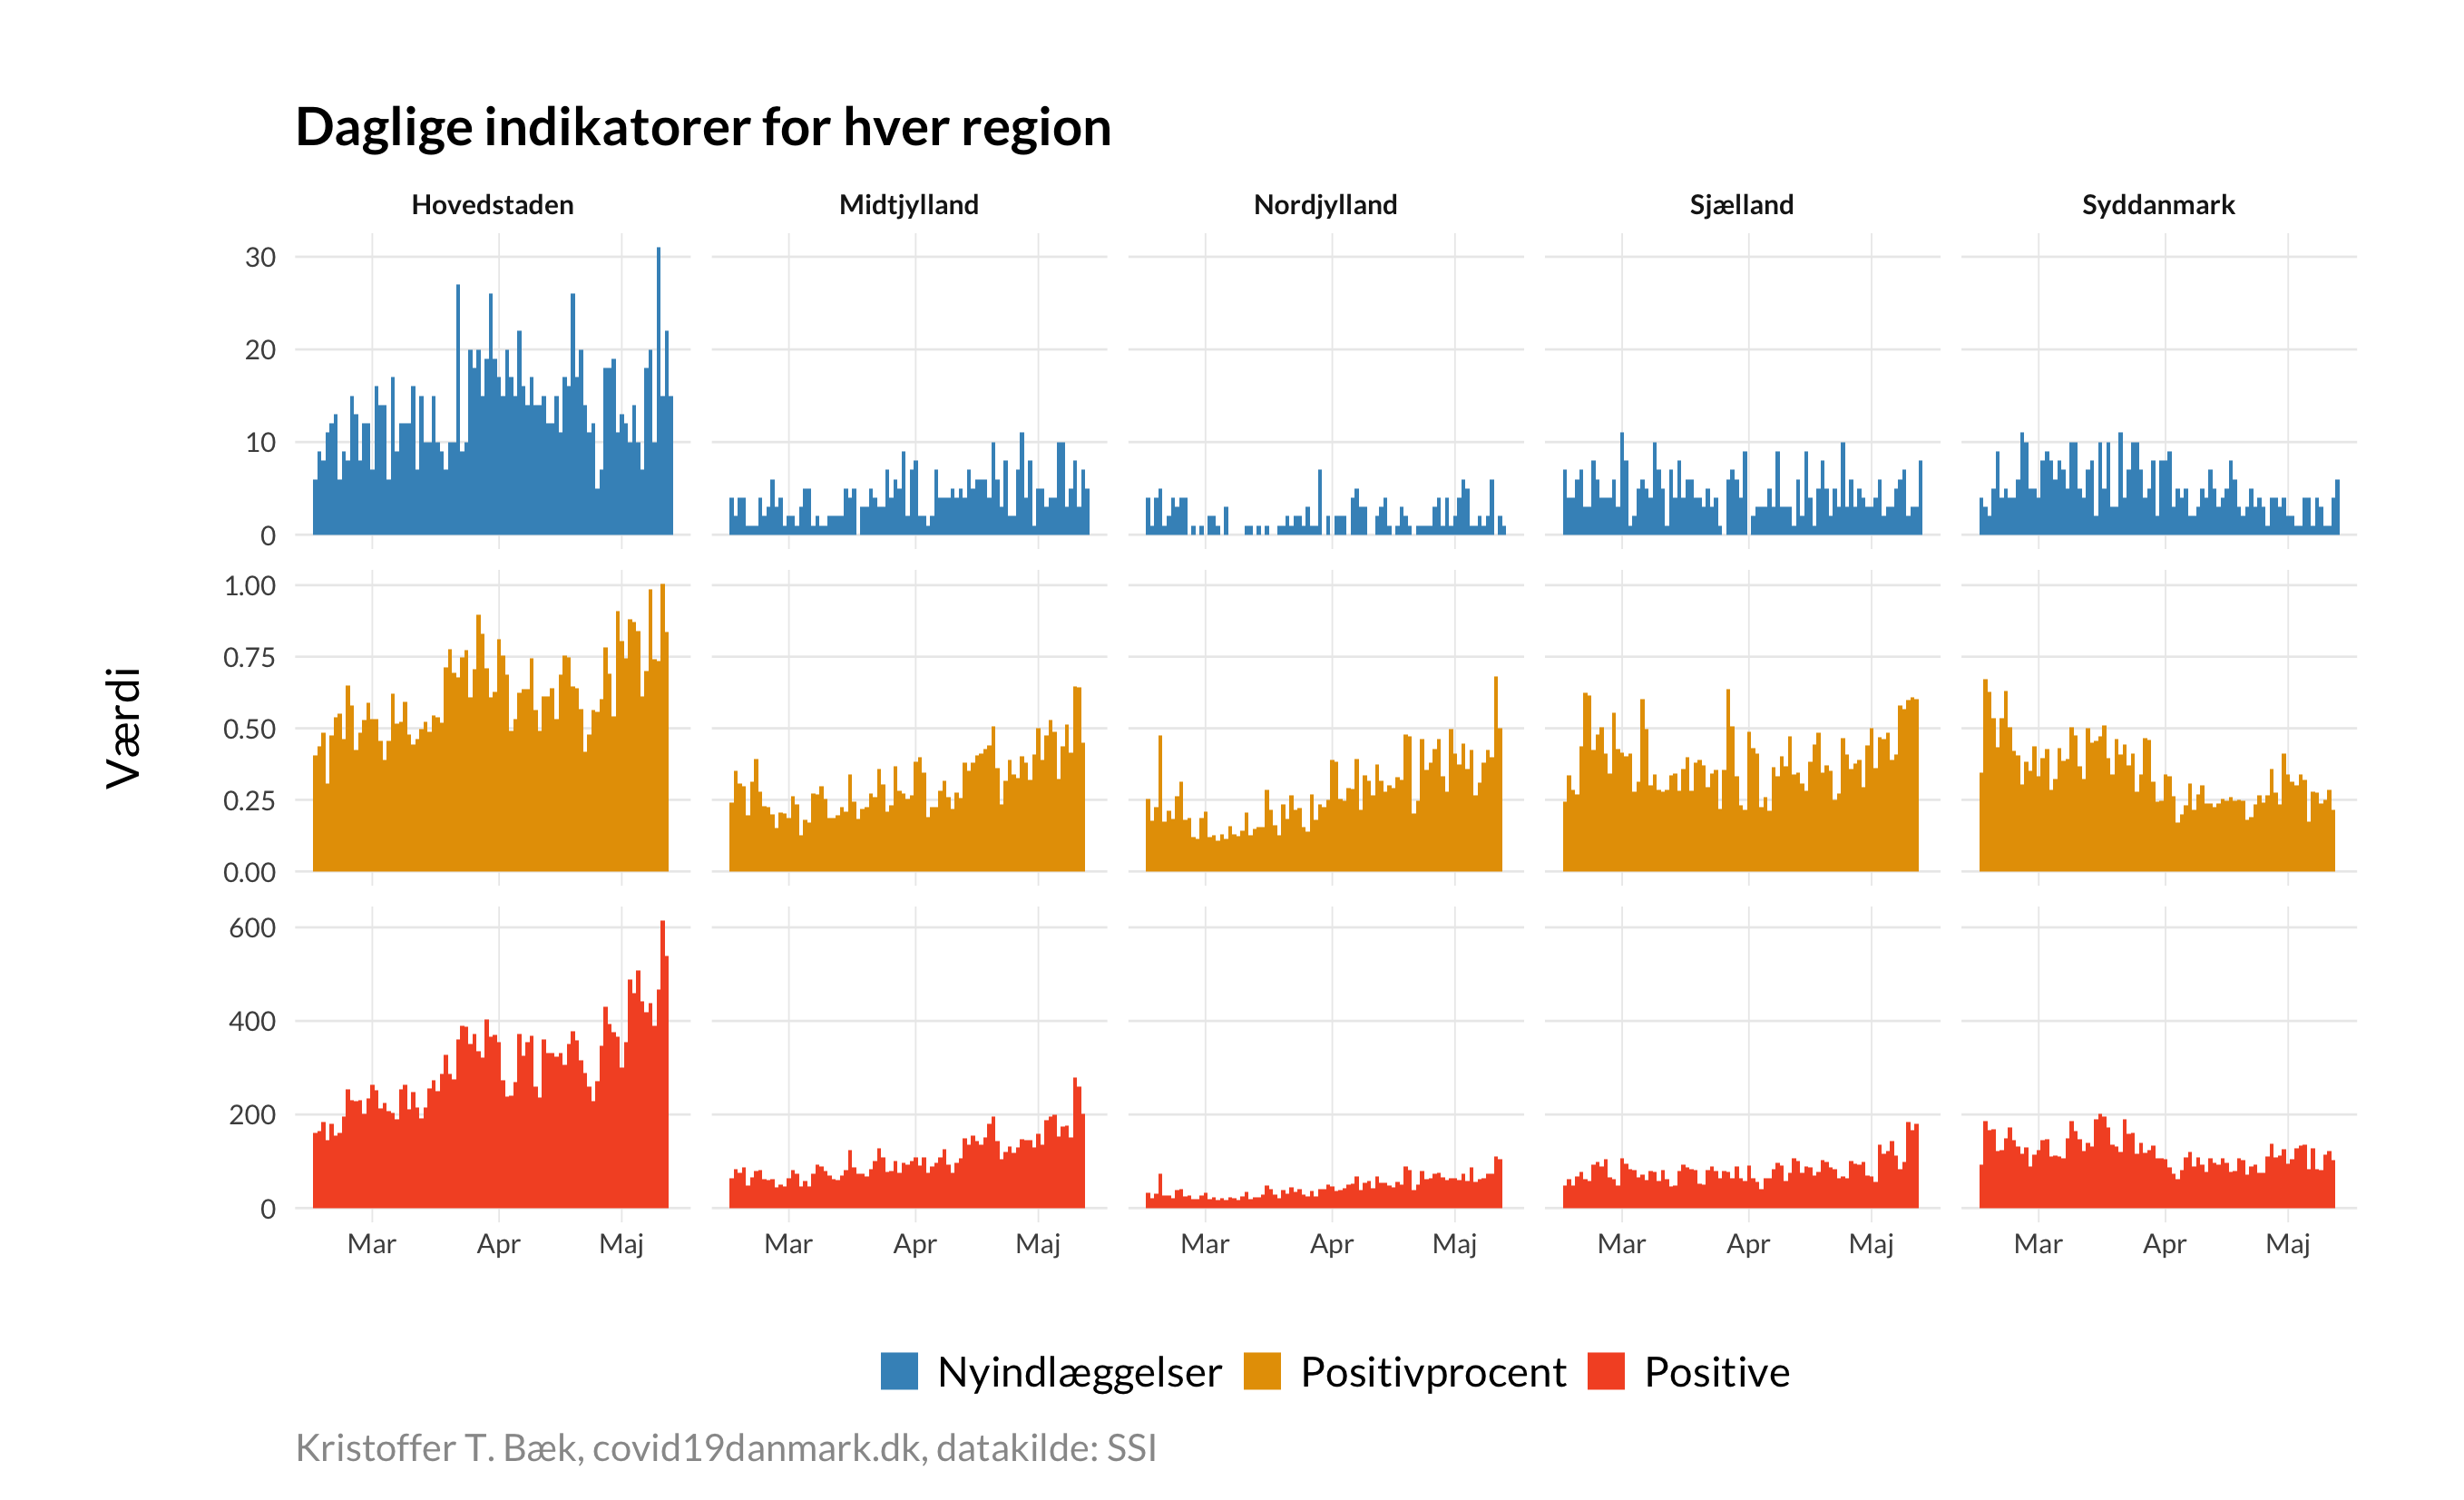 Daglige indikatorer for hver region
Hovedstaden Midtjylland Nordjylland Sjælland Syddanmark
30
20
10
0
1.00
0.75
0.50
0.25
0.00
600
400
200
0
Værdi
Mar Apr Maj Mar Apr Maj Mar Apr Maj Mar Apr Maj Mar Apr Maj
Nyindlæggelser Positivprocent Positive
Kristoffer T. Bæk, covid19danmark.dk, datakilde: SSI